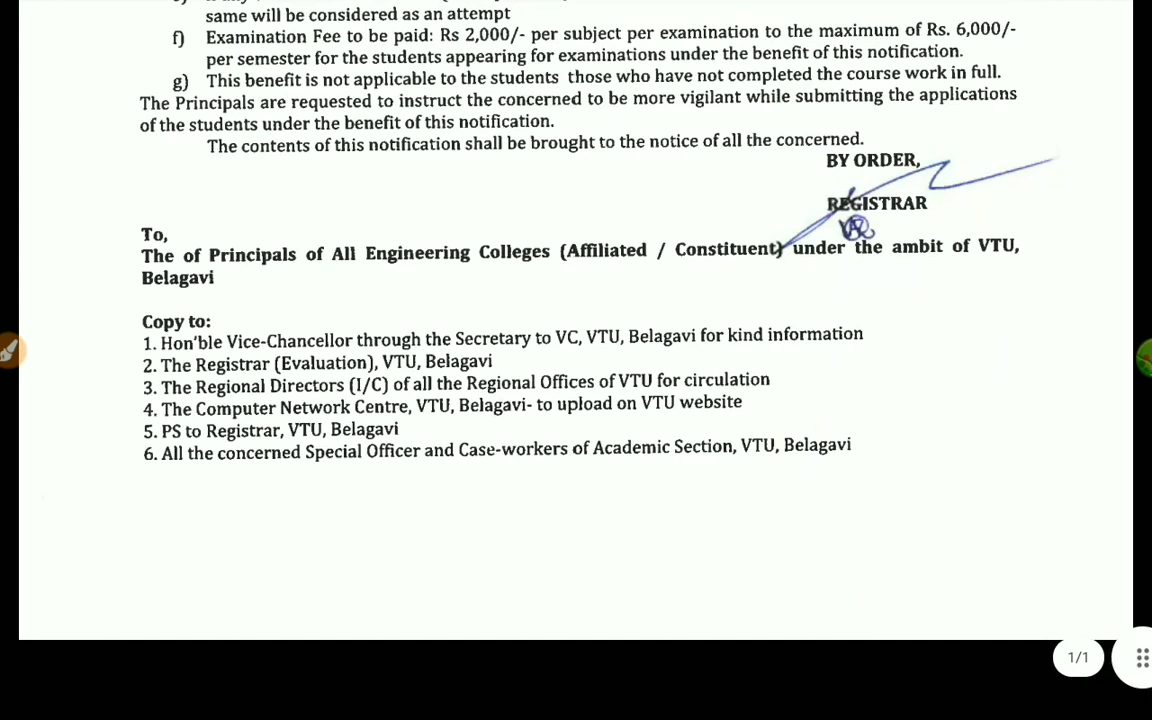 same will be considered as an attempt
f) Examination Fee to be paid: Rs 2,000/- per subject per examination to the maximum of Rs. 6,000/-
per semester for the students appearing for examinations under the benefit of this notification.
g) This benefit is not applicable to the students those who have not completed the course work in full.
The Principals are requested to instruct the concerned to be more vigilant while submitting the applications
of the students under the benefit of this notification.
The contents of this notification shall be brought to the notice of all the concerned.
BY ORDER,
REGISTRAR
To,
The of Principals of All Engineering Colleges (Affiliated / Constituent) under the ambit of VTU,
Belagavi
Copy to:
1. Hon'ble Vice-Chancellor through the Secretary to VC, VTU, Belagavi for kind information
2. The Registrar (Evaluation), VTU, Belagavi
3. The Regional Directors (I/C) of all the Regional Offices of VTU for circulation
4. The Computer Network Centre, VTU, Belagavi- to upload on VTU website
5. PS to Registrar, VTU, Belagavi
6. All the concerned Special Officer and Case-workers of Academic Section, VTU, Belagavi
1/1